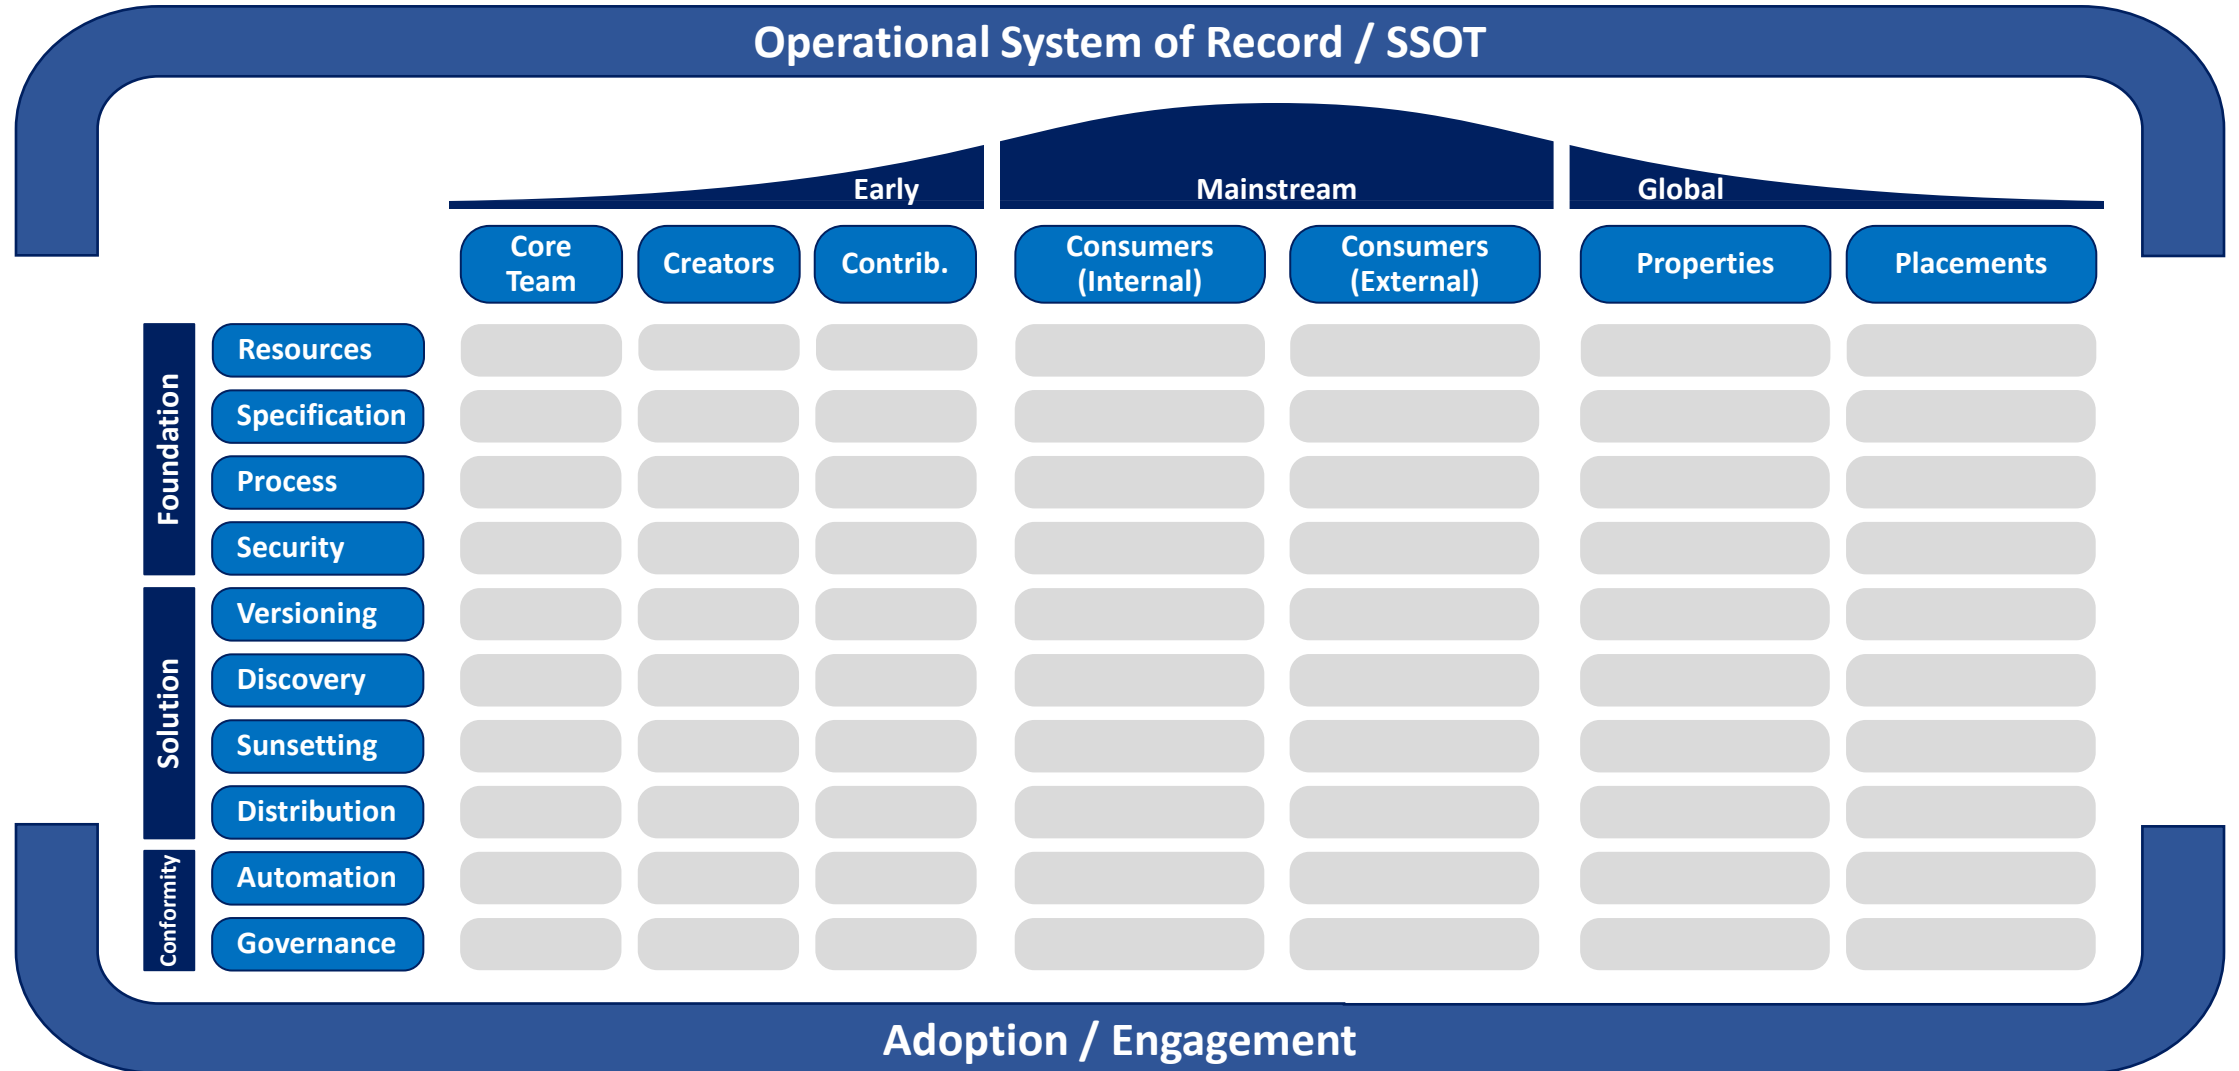 Operational System of Record / SSOT
Early
Mainstream
Global
Core
Team
Creators
Contrib.
Consumers
(Internal)
Consumers
(External)
Properties
Placements
Foundation
Resources
Specification
Process
Security
Solution
Versioning
Discovery
Sunsetting
Distribution
Conformity
Automation
Governance
Adoption / Engagement